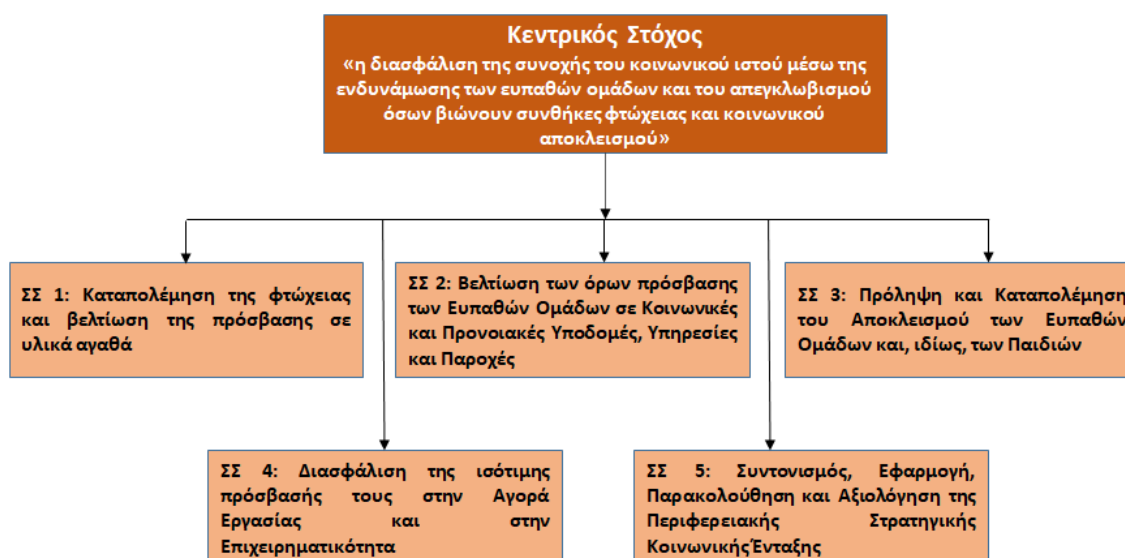 Κεντρικός Στόχος
«η διασφάλιση της συνοχής του κοινωνικού ιστού μέσω της
ενδυνάμωσης των ευπαθών ομάδων και του απεγκλωβισμού
όσων βιώνουν συνθήκες φτώχειας και κοινωνικού
αποκλεισμού»
ΣΣ 1: Καταπολέμηση της φτώχειας
και βελτίωση της πρόσβασης σε
υλικά αγαθά
ΣΣ 2: Βελτίωση των όρων πρόσβασης
των Ευπαθών Ομάδων σε Κοινωνικές
και Προνοιακές Υποδομές, Υπηρεσίες
και Παροχές
ΣΣ 3: Πρόληψη και Καταπολέμηση
του Αποκλεισμού των Ευπαθών
Ομάδων και, ιδίως, των Παιδιών
ΣΣ 4: Διασφάλιση της ισότιμης
πρόσβασής τους στην Αγορά
Εργασίας και στην
Επιχειρηματικότητα
ΣΣ 5: Συντονισμός, Εφαρμογή,
Παρακολούθηση και Αξιολόγηση της
Περιφερειακής Στρατηγικής
Κοινωνικής Ένταξης